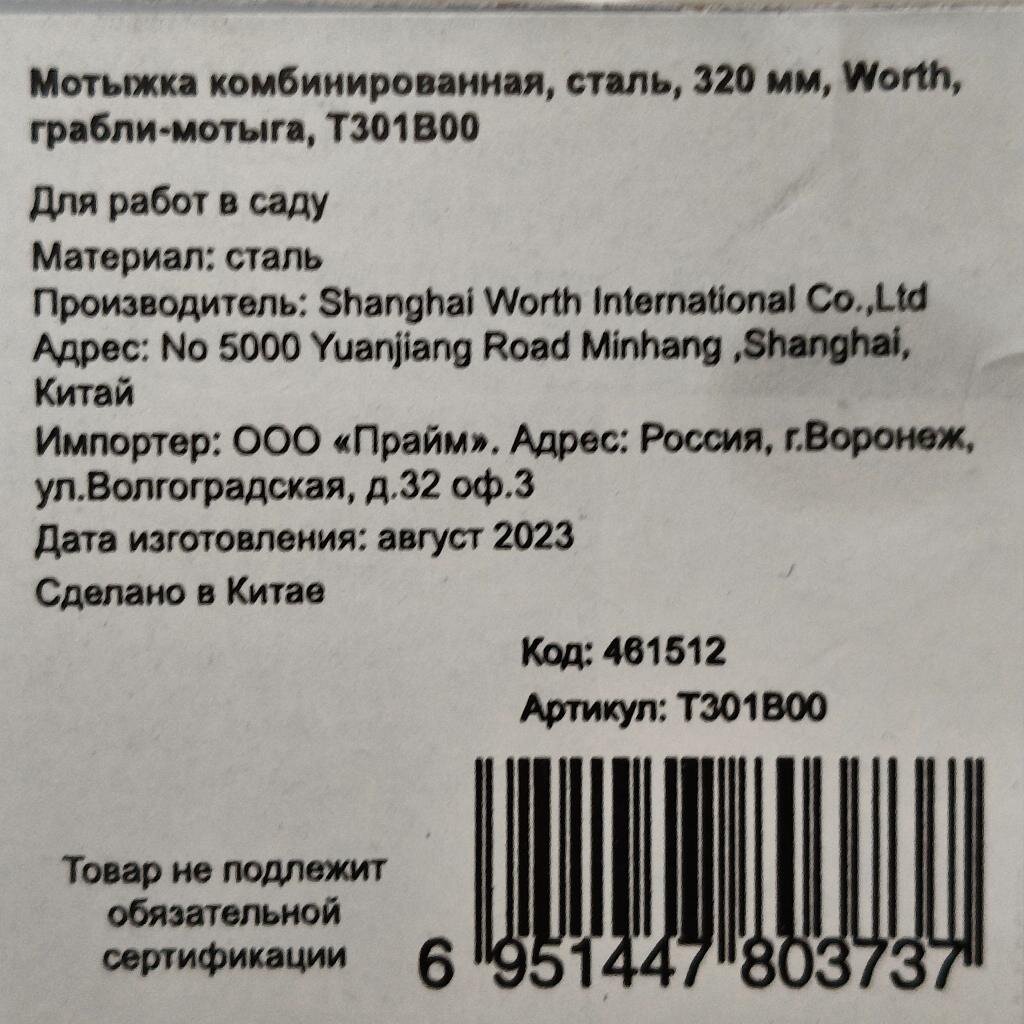 Мотыжка комбинированная, сталь, 320 мм, Worth,
грабли-мотыга, T301B00
Для работ в саду
Материал: сталь
Производитель: Shanghai Worth International Co.,Ltd
Адрес: No 5000 Yuanjiang Road Minhang ,Shanghai,
Китай
Импортер: ООО «Прайм». Адрес: Россия, г.Воронеж,
ул.Волгоградская, д.32 оф.3
Дата изготовления: август 2023
Сделано в Китае
Код: 461512
Артикул: T301B00
Товар не подлежит
обязательной
сертификации
6 951447 803737